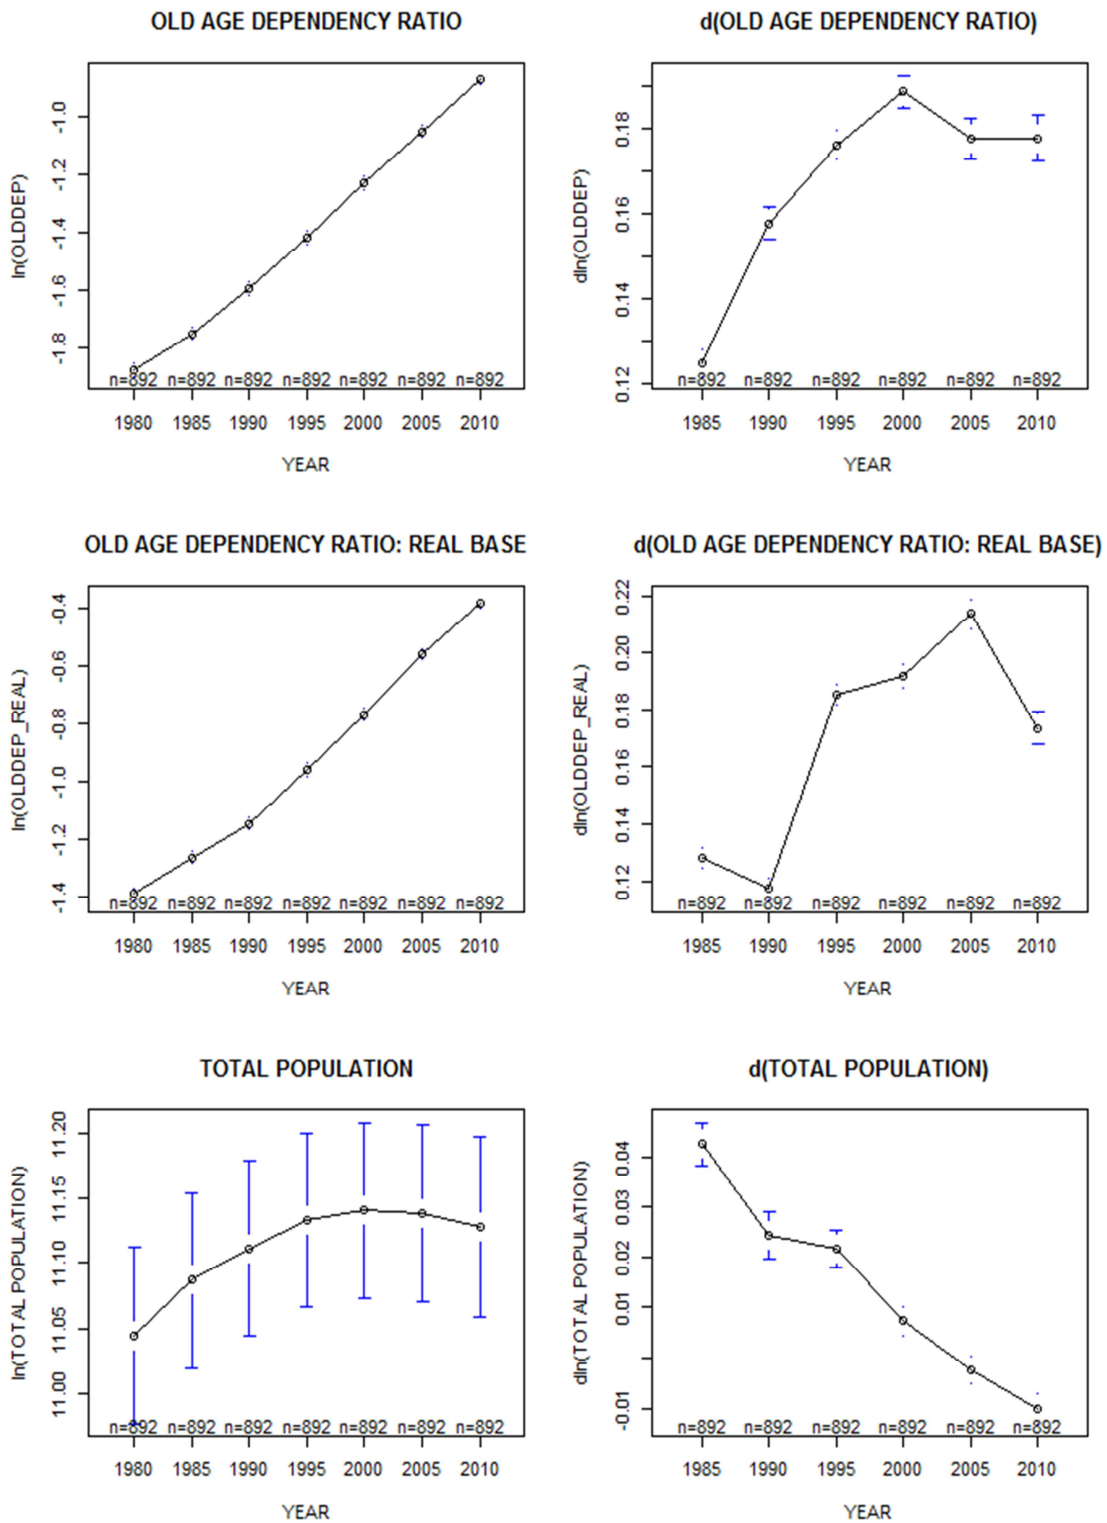 OLD AGE DEPENDENCY RATIO
ln(OLDDEP)
-1.0
-1.2
-1.4
-1.6
-1.8
n=892 n=892 n=892 n=892 n=892 n=892 n=892
1980 1985 1990 1995 2000 2005 2010
YEAR
d(OLD AGE DEPENDENCY RATIO)
dln(OLDDEP)
0.18
0.16
0.14
0.12
n=892 n=892 n=892 n=892 n=892 n=892
1985 1990 1995 2000 2005 2010
YEAR
OLD AGE DEPENDENCY RATIO: REAL BASE
ln(OLDDEP_REAL)
-0.4
-0.6
-0.8
-1.0
-1.2
-1.4
n=892 n=892 n=892 n=892 n=892 n=892 n=892
1980 1985 1990 1995 2000 2005 2010
YEAR
d(OLD AGE DEPENDENCY RATIO: REAL BASE)
dln(OLDDEP_REAL)
0.22
0.20
0.18
0.16
0.14
0.12
n=892 n=892 n=892 n=892 n=892 n=892
1985 1990 1995 2000 2005 2010
YEAR
TOTAL POPULATION
ln(TOTAL POPULATION)
11.20
11.15
11.10
11.05
11.00
n=892 n=892 n=892 n=892 n=892 n=892 n=892
1980 1985 1990 1995 2000 2005 2010
YEAR
d(TOTAL POPULATION)
dln(TOTAL POPULATION)
0.04
0.03
0.02
0.01
-0.01
n=892 n=892 n=892 n=892 n=892 n=892
1985 1990 1995 2000 2005 2010
YEAR